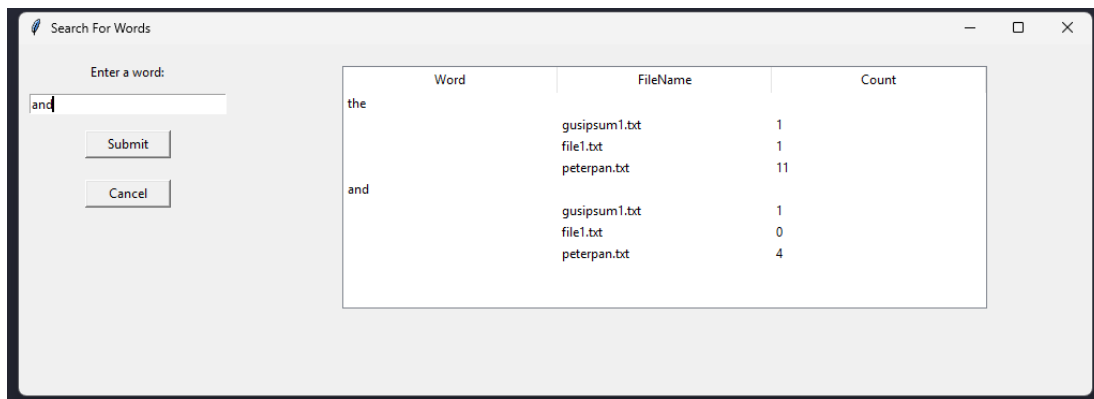 Search For Words
Enter a word:
and
Submit
Cancel
Word FileName Count
the
gusipsum1.txt 1
file1.txt 1
peterpan.txt 11
and
gusipsum1.txt 1
file1.txt 0
peterpan.txt 4